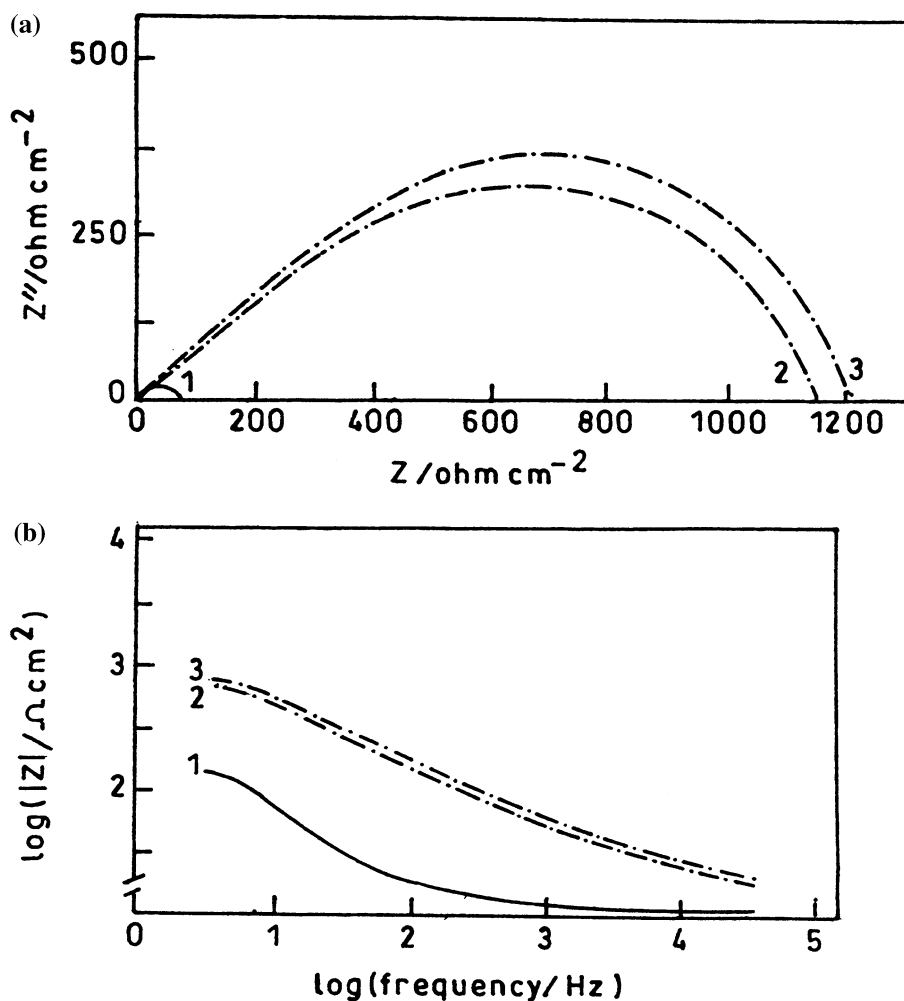 (a)
500
250
0
Z″/ohm cm⁻²
1
2
3
0 200 400 600 800 1000 1200
Z /ohm cm⁻²
(b)
4
3
2
log(|Z|/Ωcm²)
3
2
1
0 1 2 3 4 5
log(frequency/Hz)